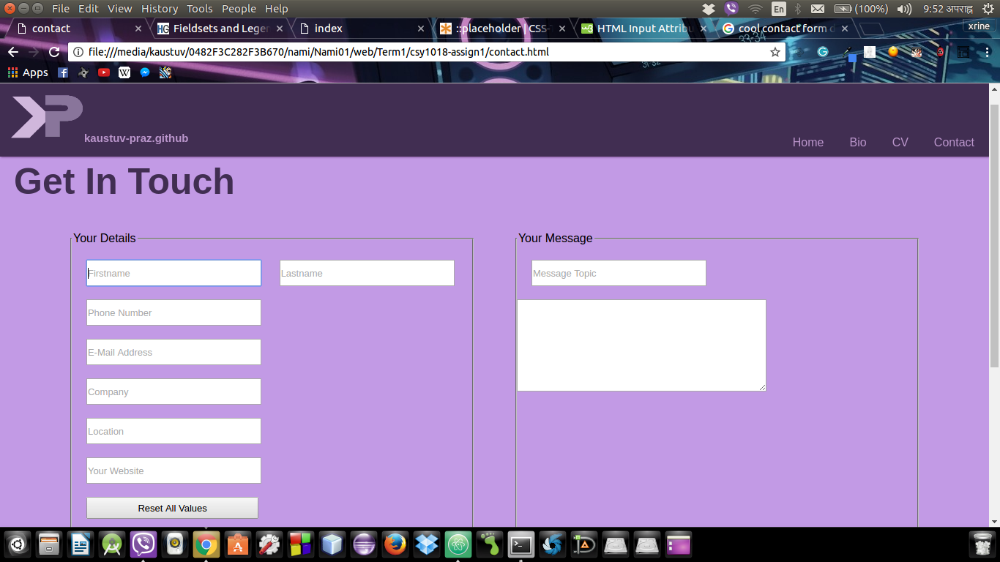 File Edit View History Tools People Help En (100%) 9:52 अपराह्न
contact Fieldsets and Leger index ::placeholder | CSS- HTML Input Attribu cool contact form d xrine
file:///media/kaustuv/0482F3C282F3B670/nami/Nami01/web/Term1/csy1018-assign1/contact.html
Apps
KP
kaustuv-praz.github
Home Bio CV Contact
Get In Touch
Your Details Your Message
Firstname Lastname Message Topic
Phone Number
E-Mail Address
Company
Location
Your Website
Reset All Values